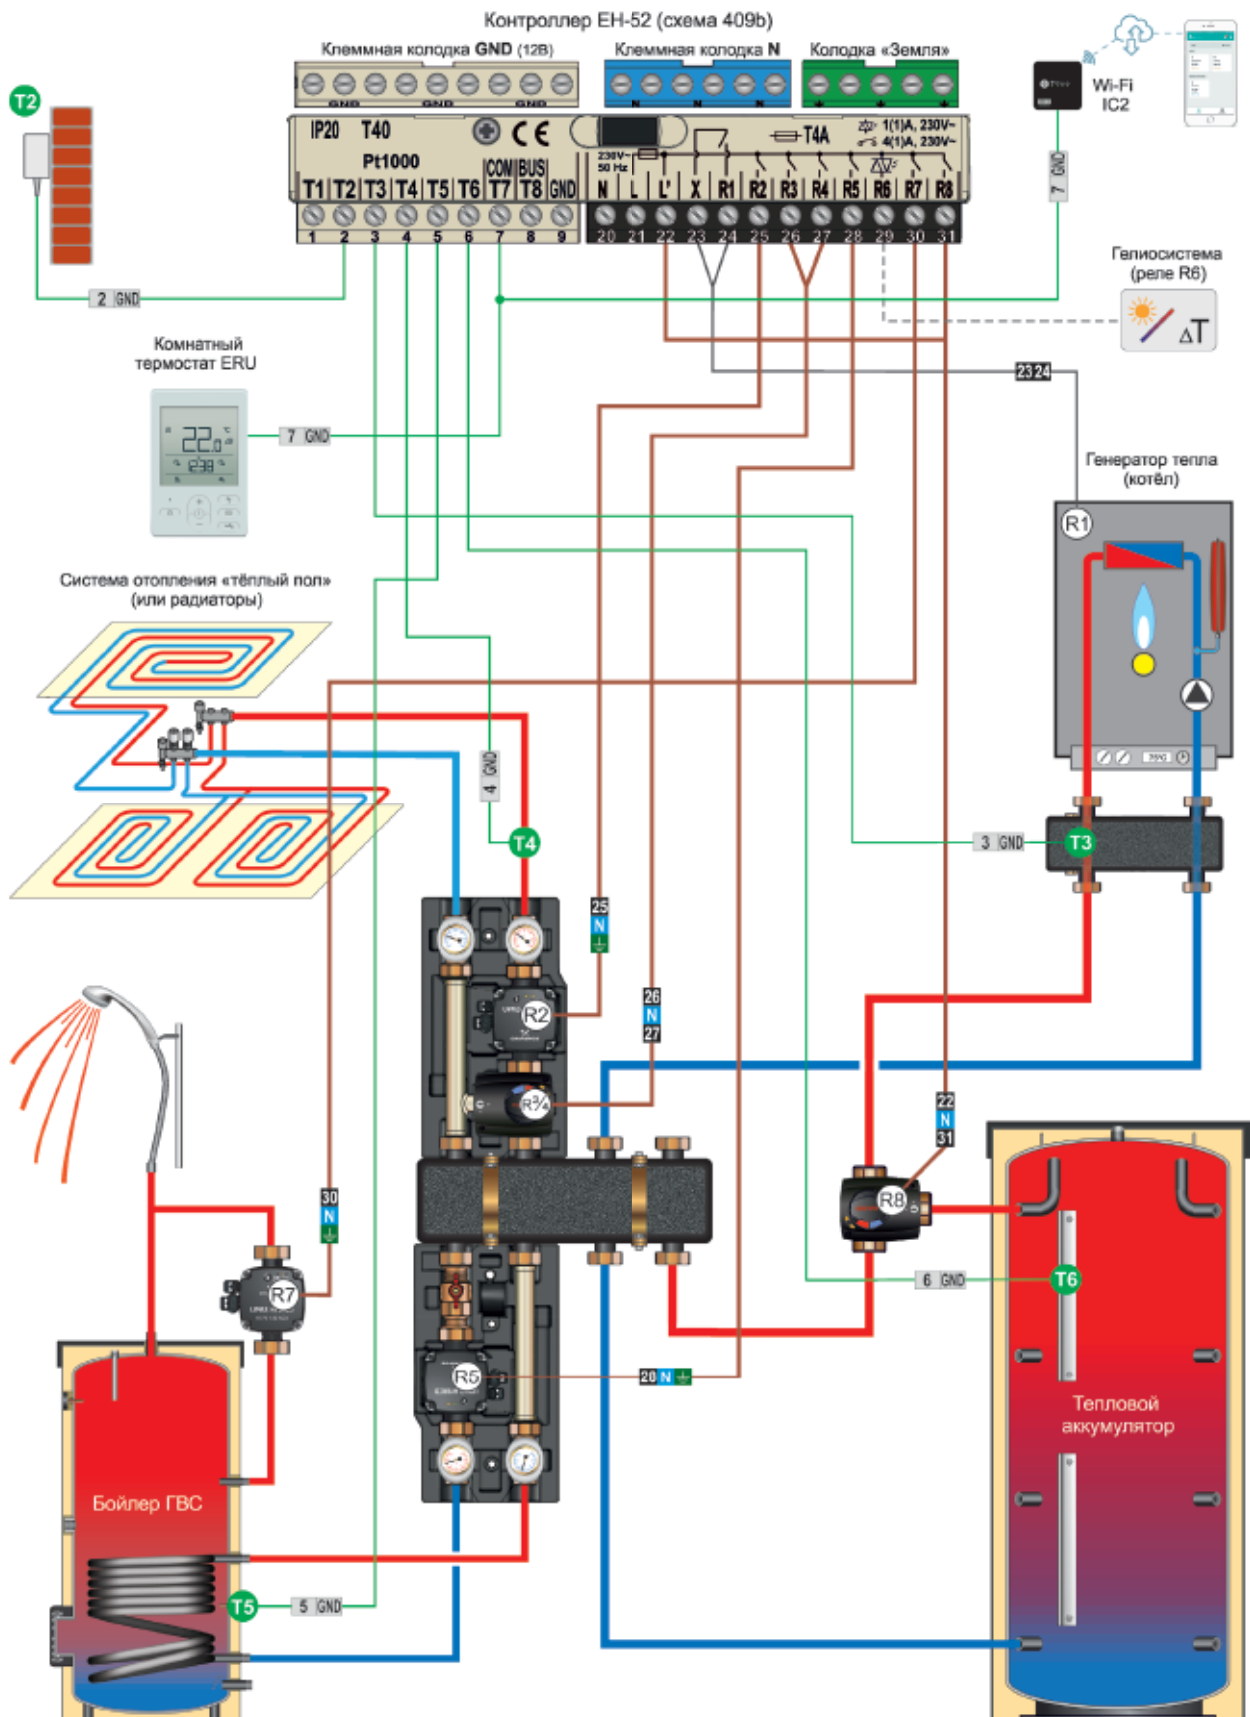 Контроллер EH-52 (схема 409b)
Клеммная колодка GND (12В)
Клеммная колодка N
Колодка «Земля»
GND GND GND
N N N
Wi-Fi
IC2
T2
IP20 T40
Pt1000
COM BUS
T1 T2 T3 T4 T5 T6 T7 T8 GND
1 2 3 4 5 6 7 8 9
T4A
1(1)A, 230V~
4(1)A, 230V~
230V~
50 Hz
N L L' X R1 R2 R3 R4 R5 R6 R7 R8
20 21 22 23 24 25 26 27 28 29 30 31
7 GND
2 GND
Гелиосистема
(реле R6)
ΔT
Комнатный
термостат ERU
22.0 °C
7 GND
23 24
Генератор тепла
(котёл)
R1
Система отопления «тёплый пол»
(или радиаторы)
4 GND
T4
3 GND
T3
25
N
R2
26
N
27
R3/4
22
N
31
R8
30
N
R7
6 GND
T6
R5
28 N
Тепловой
аккумулятор
Бойлер ГВС
T5
5 GND